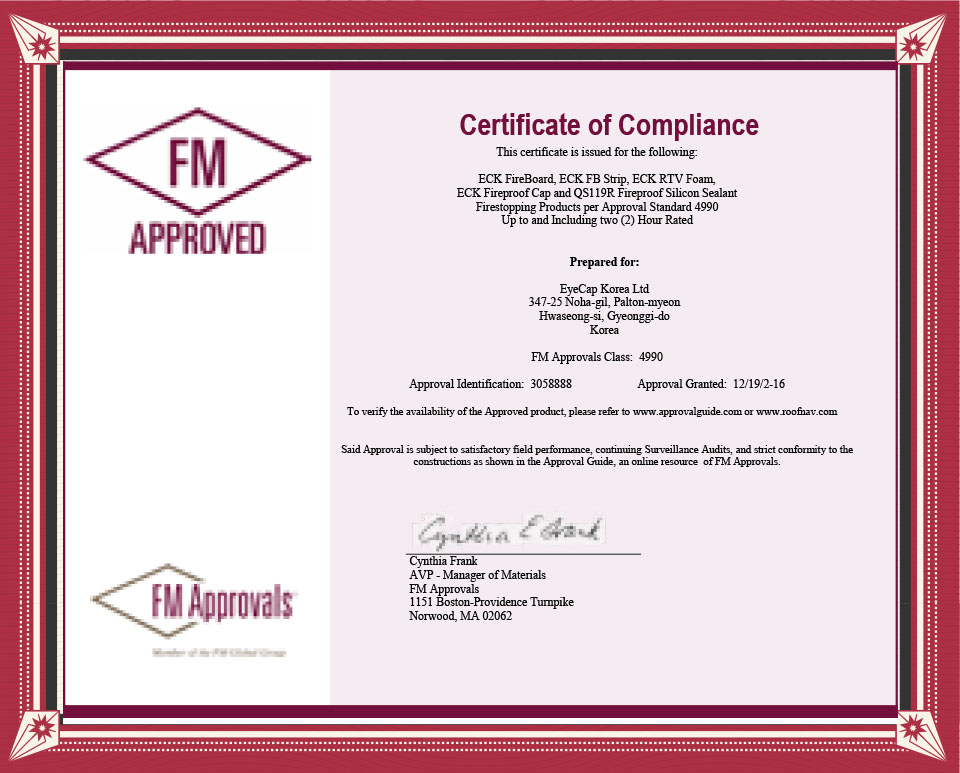 FM
APPROVED
Certificate of Compliance
This certificate is issued for the following:
ECK FireBoard, ECK FB Strip, ECK RTV Foam,
ECK Fireproof Cap and QS119R Fireproof Silicon Sealant
Firestopping Products per Approval Standard 4990
Up to and Including two (2) Hour Rated
Prepared for:
EyeCap Korea Ltd
347-25 Noha-gil, Palton-myeon
Hwaseong-si, Gyeonggi-do
Korea
FM Approvals Class: 4990
Approval Identification: 3058888 Approval Granted: 12/19/2-16
To verify the availability of the Approved product, please refer to www.approvalguide.com or www.roofnav.com
Said Approval is subject to satisfactory field performance, continuing Surveillance Audits, and strict conformity to the
constructions as shown in the Approval Guide, an online resource of FM Approvals.
Cynthia E Frank
Cynthia Frank
AVP - Manager of Materials
FM Approvals
1151 Boston-Providence Turnpike
Norwood, MA 02062
FM Approvals
Member of the FM Global Group